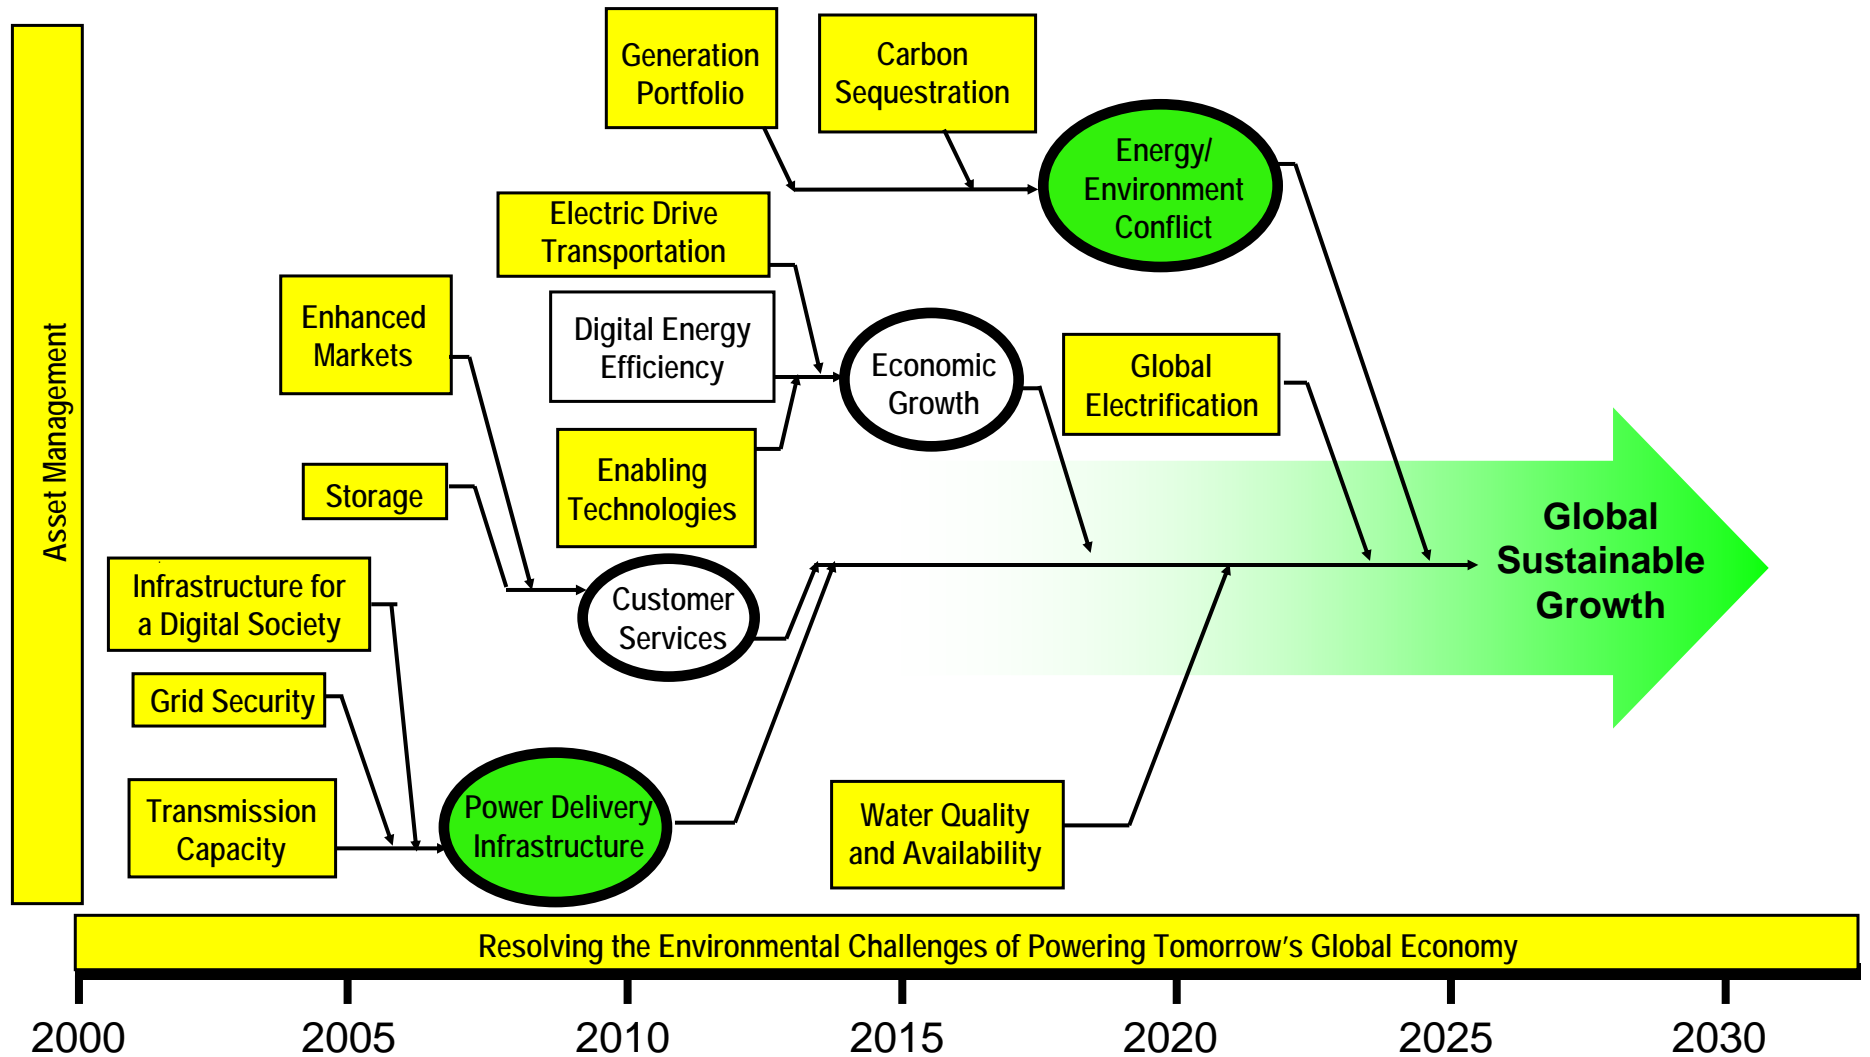 Generation
Portfolio
Carbon
Sequestration
Energy/
Environment
Conflict
Electric Drive
Transportation
Enhanced
Markets
Digital Energy
Efficiency
Economic
Growth
Global
Electrification
Asset Management
Storage
Enabling
Technologies
Global
Sustainable
Growth
Infrastructure for
a Digital Society
Customer
Services
Grid Security
Transmission
Capacity
Power Delivery
Infrastructure
Water Quality
and Availability
Resolving the Environmental Challenges of Powering Tomorrow's Global Economy
2000 2005 2010 2015 2020 2025 2030